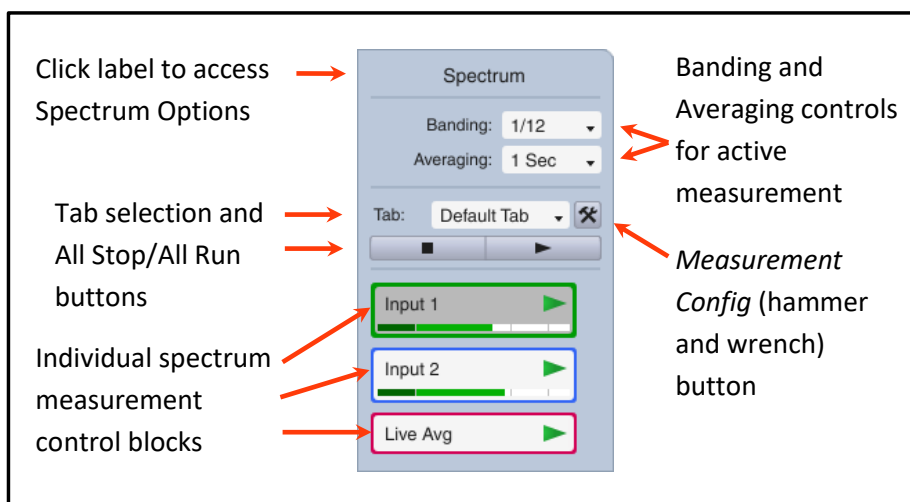 Click label to access
Spectrum Options
Tab selection and
All Stop/All Run
buttons
Individual spectrum
measurement
control blocks
Spectrum
Banding: 1/12
Averaging: 1 Sec
Tab: Default Tab
Input 1
Input 2
Live Avg
Banding and
Averaging controls
for active
measurement
Measurement
Config (hammer
and wrench)
button